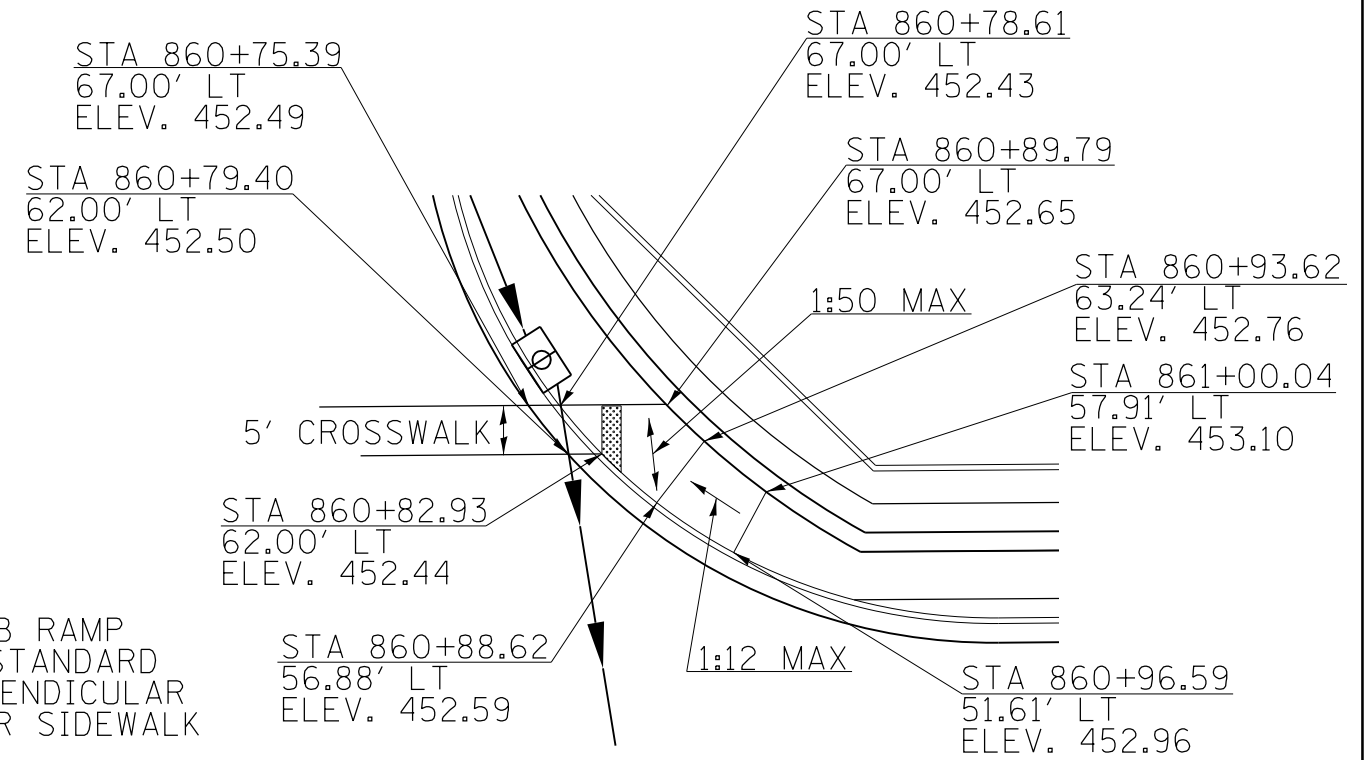 STA 860+75.39
67.00' LT
ELEV. 452.49
STA 860+78.61
67.00' LT
ELEV. 452.43
STA 860+79.40
62.00' LT
ELEV. 452.50
STA 860+89.79
67.00' LT
ELEV. 452.65
STA 860+93.62
63.24' LT
ELEV. 452.76
1:50 MAX
STA 861+00.04
57.91' LT
ELEV. 453.10
5' CROSSWALK
STA 860+82.93
62.00' LT
ELEV. 452.44
STA 860+88.62
56.88' LT
ELEV. 452.59
1:12 MAX
STA 860+96.59
51.61' LT
ELEV. 452.96
B RAMP
STANDARD
ENDICULAR
R SIDEWALK